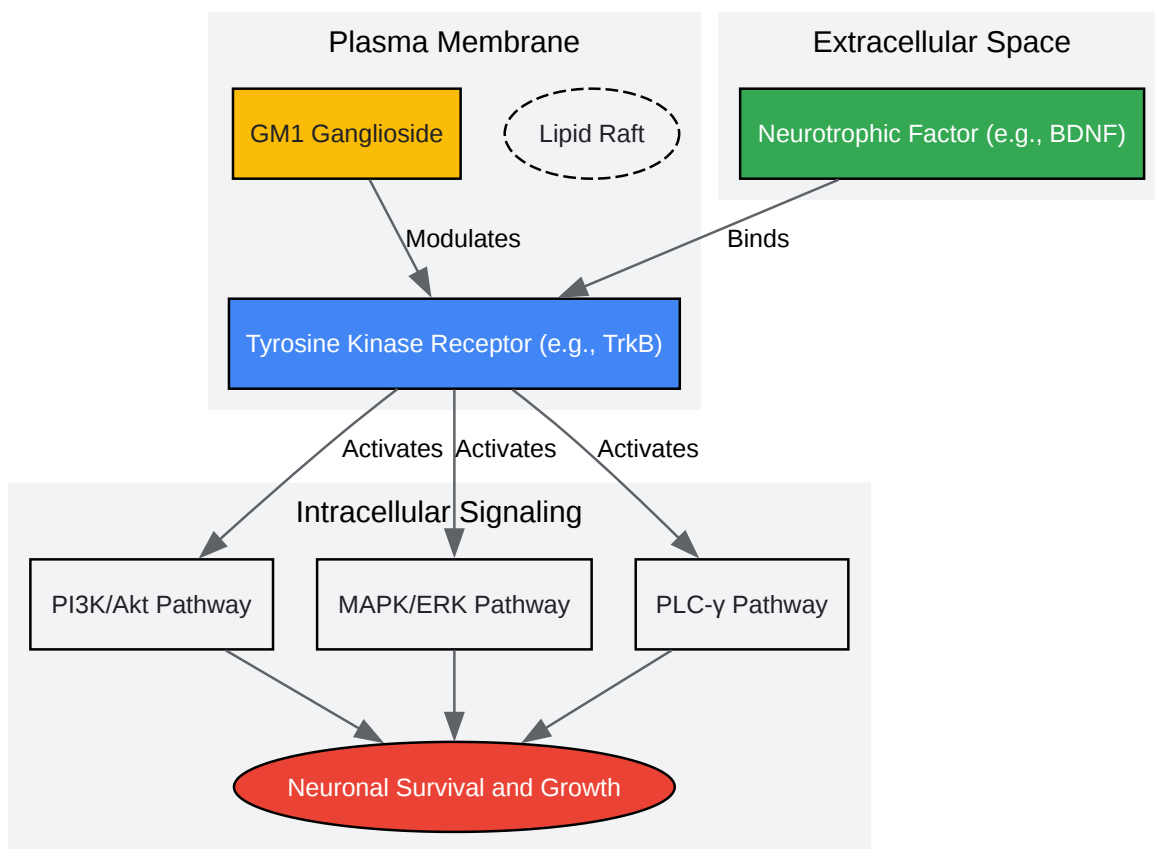 Plasma Membrane
Extracellular Space
GM1 Ganglioside
Lipid Raft
Neurotrophic Factor (e.g., BDNF)
Modulates
Binds
Tyrosine Kinase Receptor (e.g., TrkB)
Activates
Activates
Activates
Intracellular Signaling
PI3K/Akt Pathway
MAPK/ERK Pathway
PLC-γ Pathway
Neuronal Survival and Growth